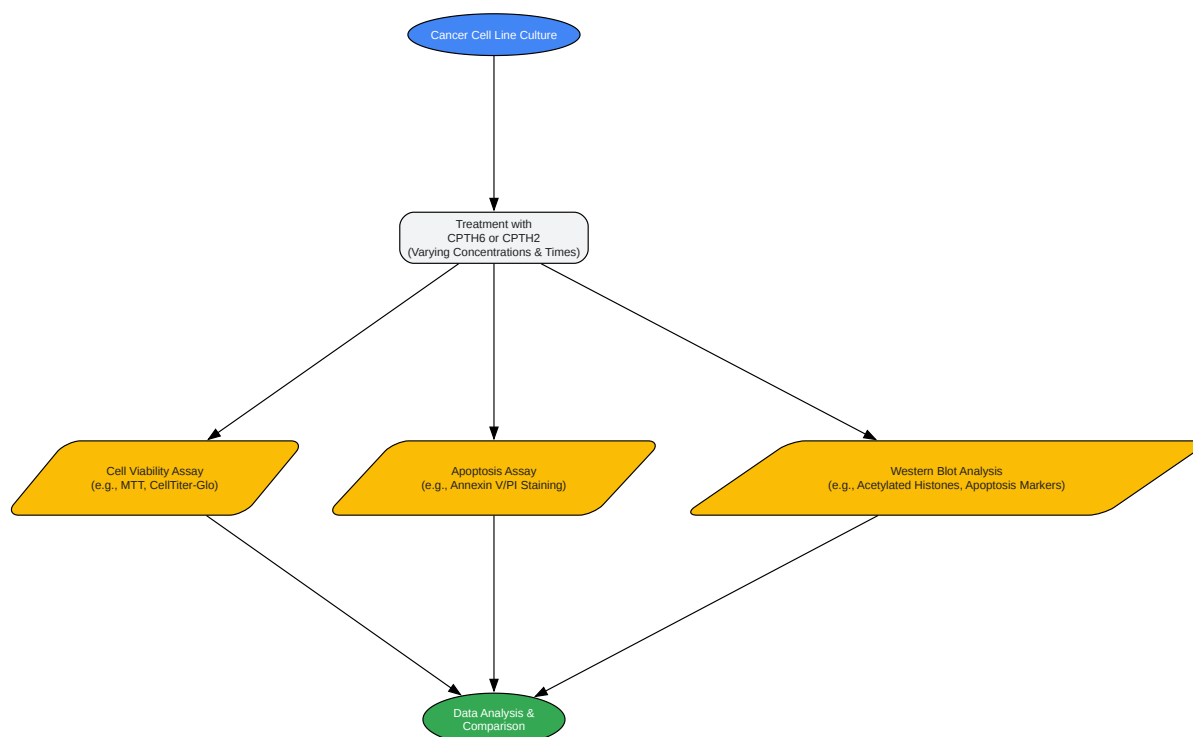 Cancer Cell Line Culture
Treatment with
CPTH6 or CPTH2
(Varying Concentrations & Times)
Cell Viability Assay
(e.g., MTT, CellTiter-Glo)
Apoptosis Assay
(e.g., Annexin V/PI Staining)
Western Blot Analysis
(e.g., Acetylated Histones, Apoptosis Markers)
Data Analysis &
Comparison